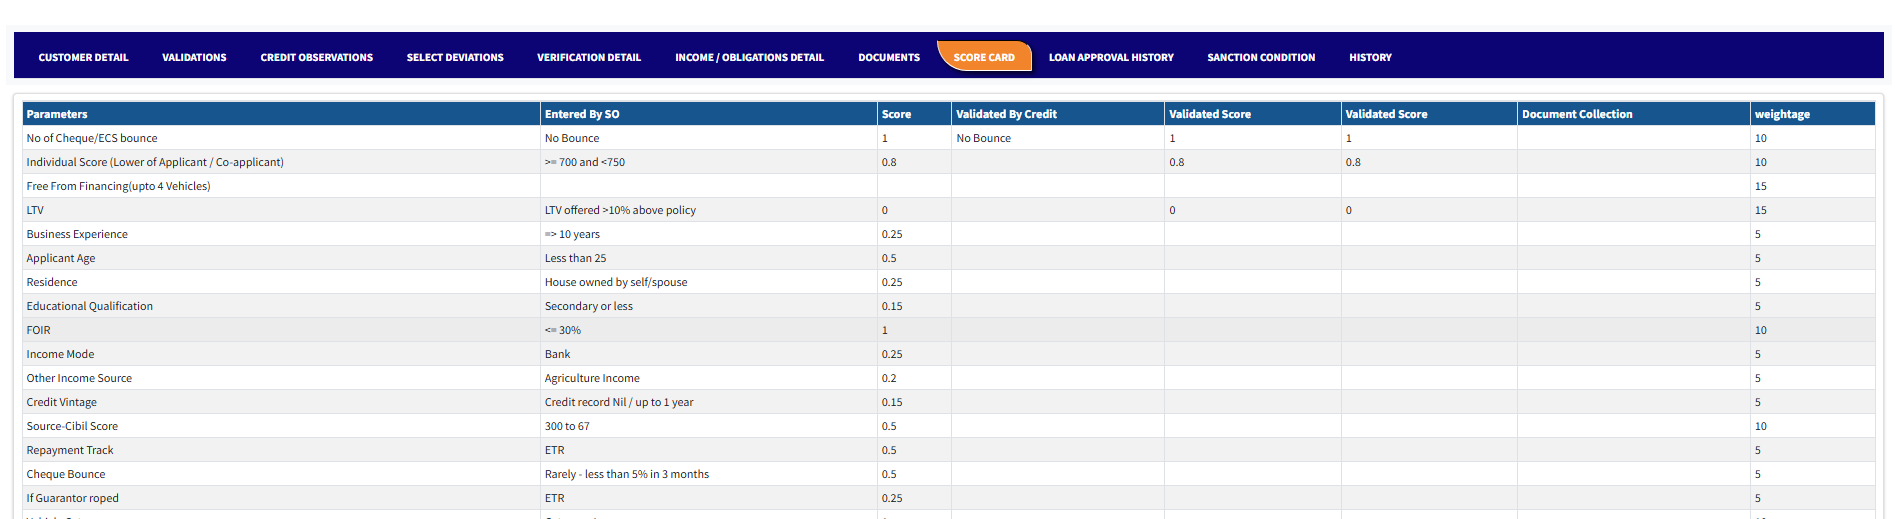 CUSTOMER DETAIL VALIDATIONS CREDIT OBSERVATIONS SELECT DEVIATIONS VERIFICATION DETAIL INCOME / OBLIGATIONS DETAIL DOCUMENTS SCORE CARD LOAN APPROVAL HISTORY SANCTION CONDITION HISTORY
Parameters Entered By SO Score Validated By Credit Validated Score Validated Score Document Collection weightage
No of Cheque/ECS bounce No Bounce 1 No Bounce 1 1 10
Individual Score (Lower of Applicant / Co-applicant) >= 700 and <750 0.8 0.8 0.8 10
Free From Financing(upto 4 Vehicles) 15
LTV LTV offered >10% above policy 0 0 0 15
Business Experience => 10 years 0.25 5
Applicant Age Less than 25 0.5 5
Residence House owned by self/spouse 0.25 5
Educational Qualification Secondary or less 0.15 5
FOIR <= 30% 1 10
Income Mode Bank 0.25 5
Other Income Source Agriculture Income 0.2 5
Credit Vintage Credit record Nil / up to 1 year 0.15 5
Source-Cibil Score 300 to 67 0.5 10
Repayment Track ETR 0.5 5
Cheque Bounce Rarely - less than 5% in 3 months 0.5 5
If Guarantor roped ETR 0.25 5